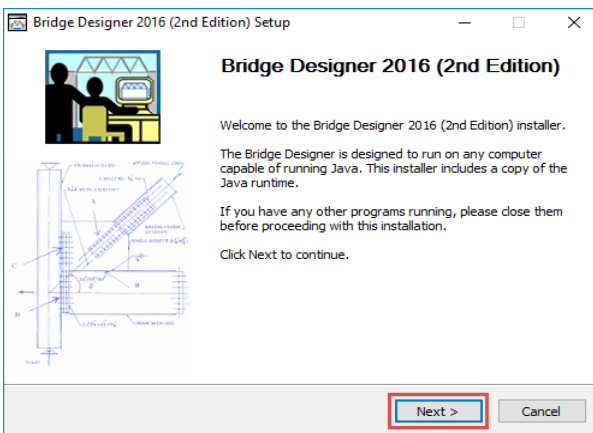 Bridge Designer 2016 (2nd Edition) Setup
Bridge Designer 2016 (2nd Edition)
Welcome to the Bridge Designer 2016 (2nd Edition) installer.
The Bridge Designer is designed to run on any computer
capable of running Java. This installer includes a copy of the
Java runtime.
If you have any other programs running, please close them
before proceeding with this installation.
Click Next to continue.
A
C
B
Next >
Cancel